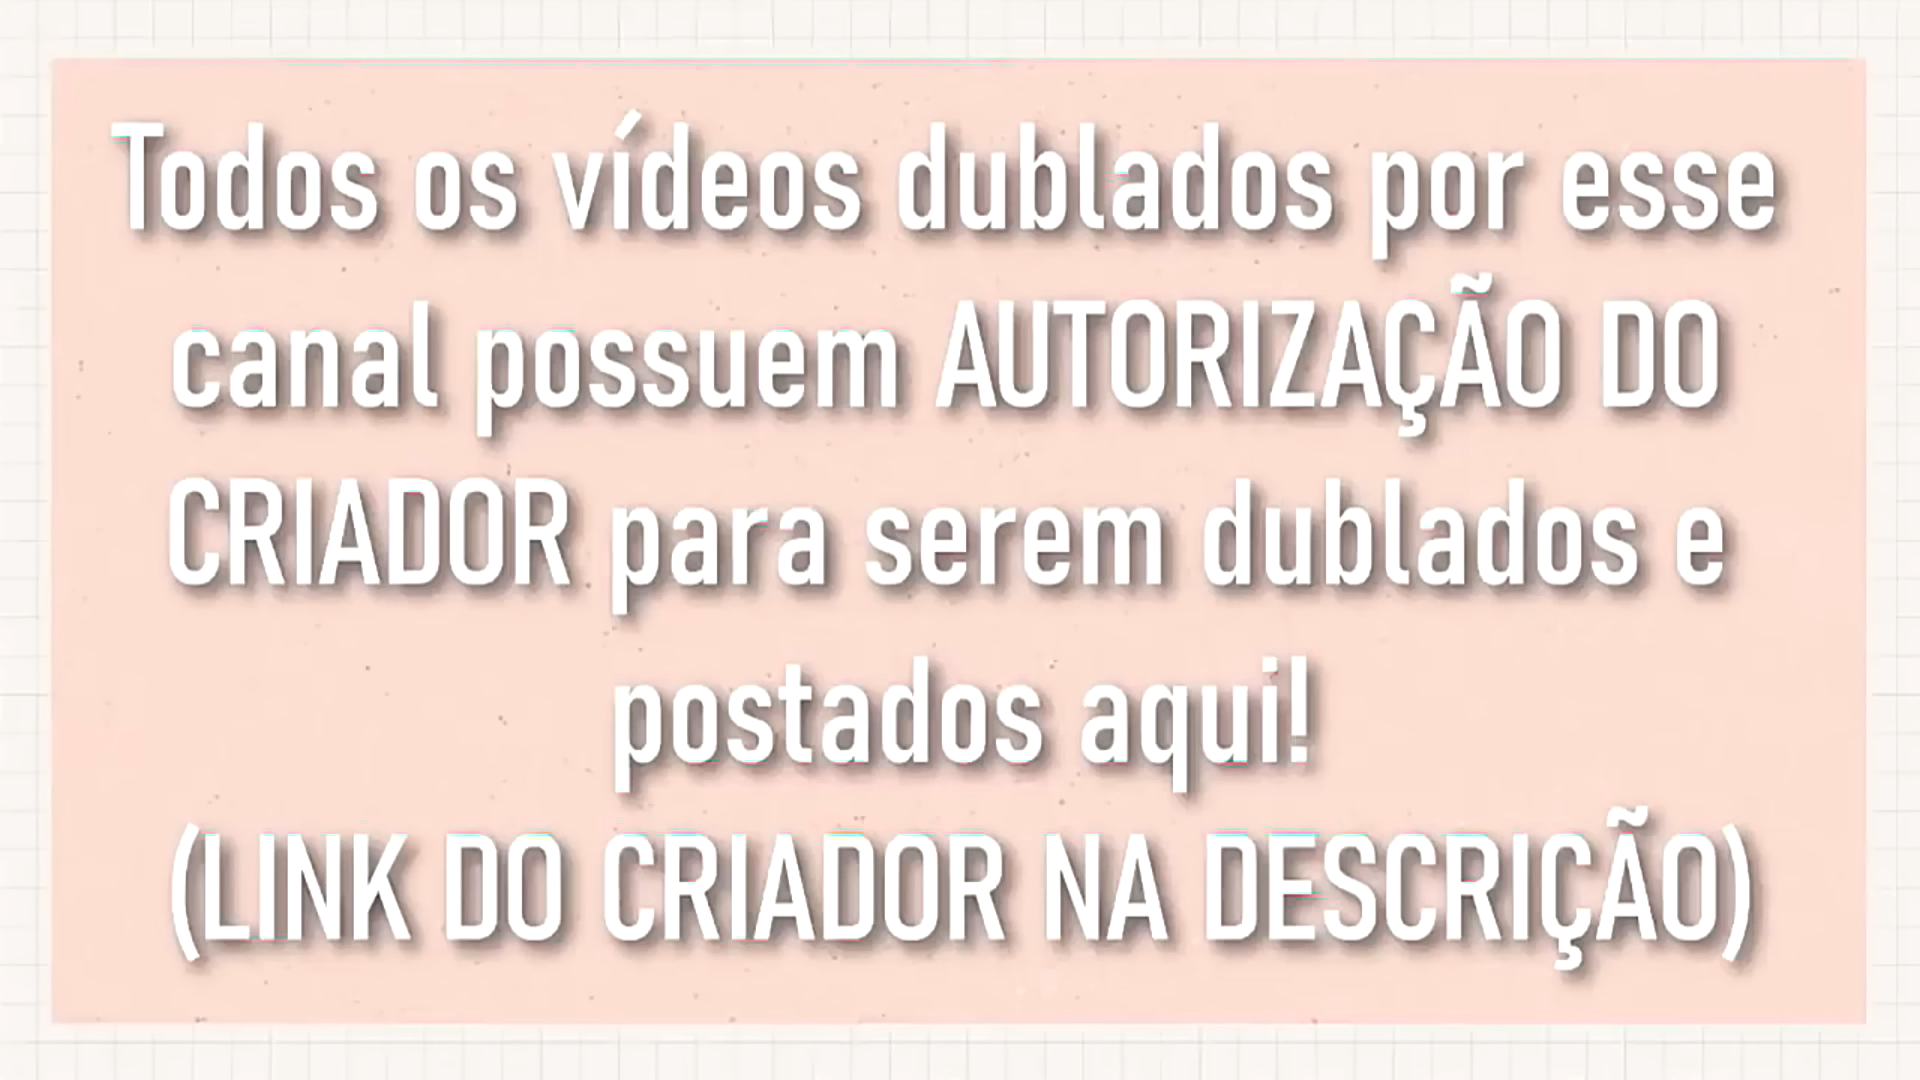 Todos os vídeos dublados por esse
canal possuem AUTORIZAÇÃO DO
CRIADOR para serem dublados e
postados aqui!
(LINK DO CRIADOR NA DESCRIÇÃO)